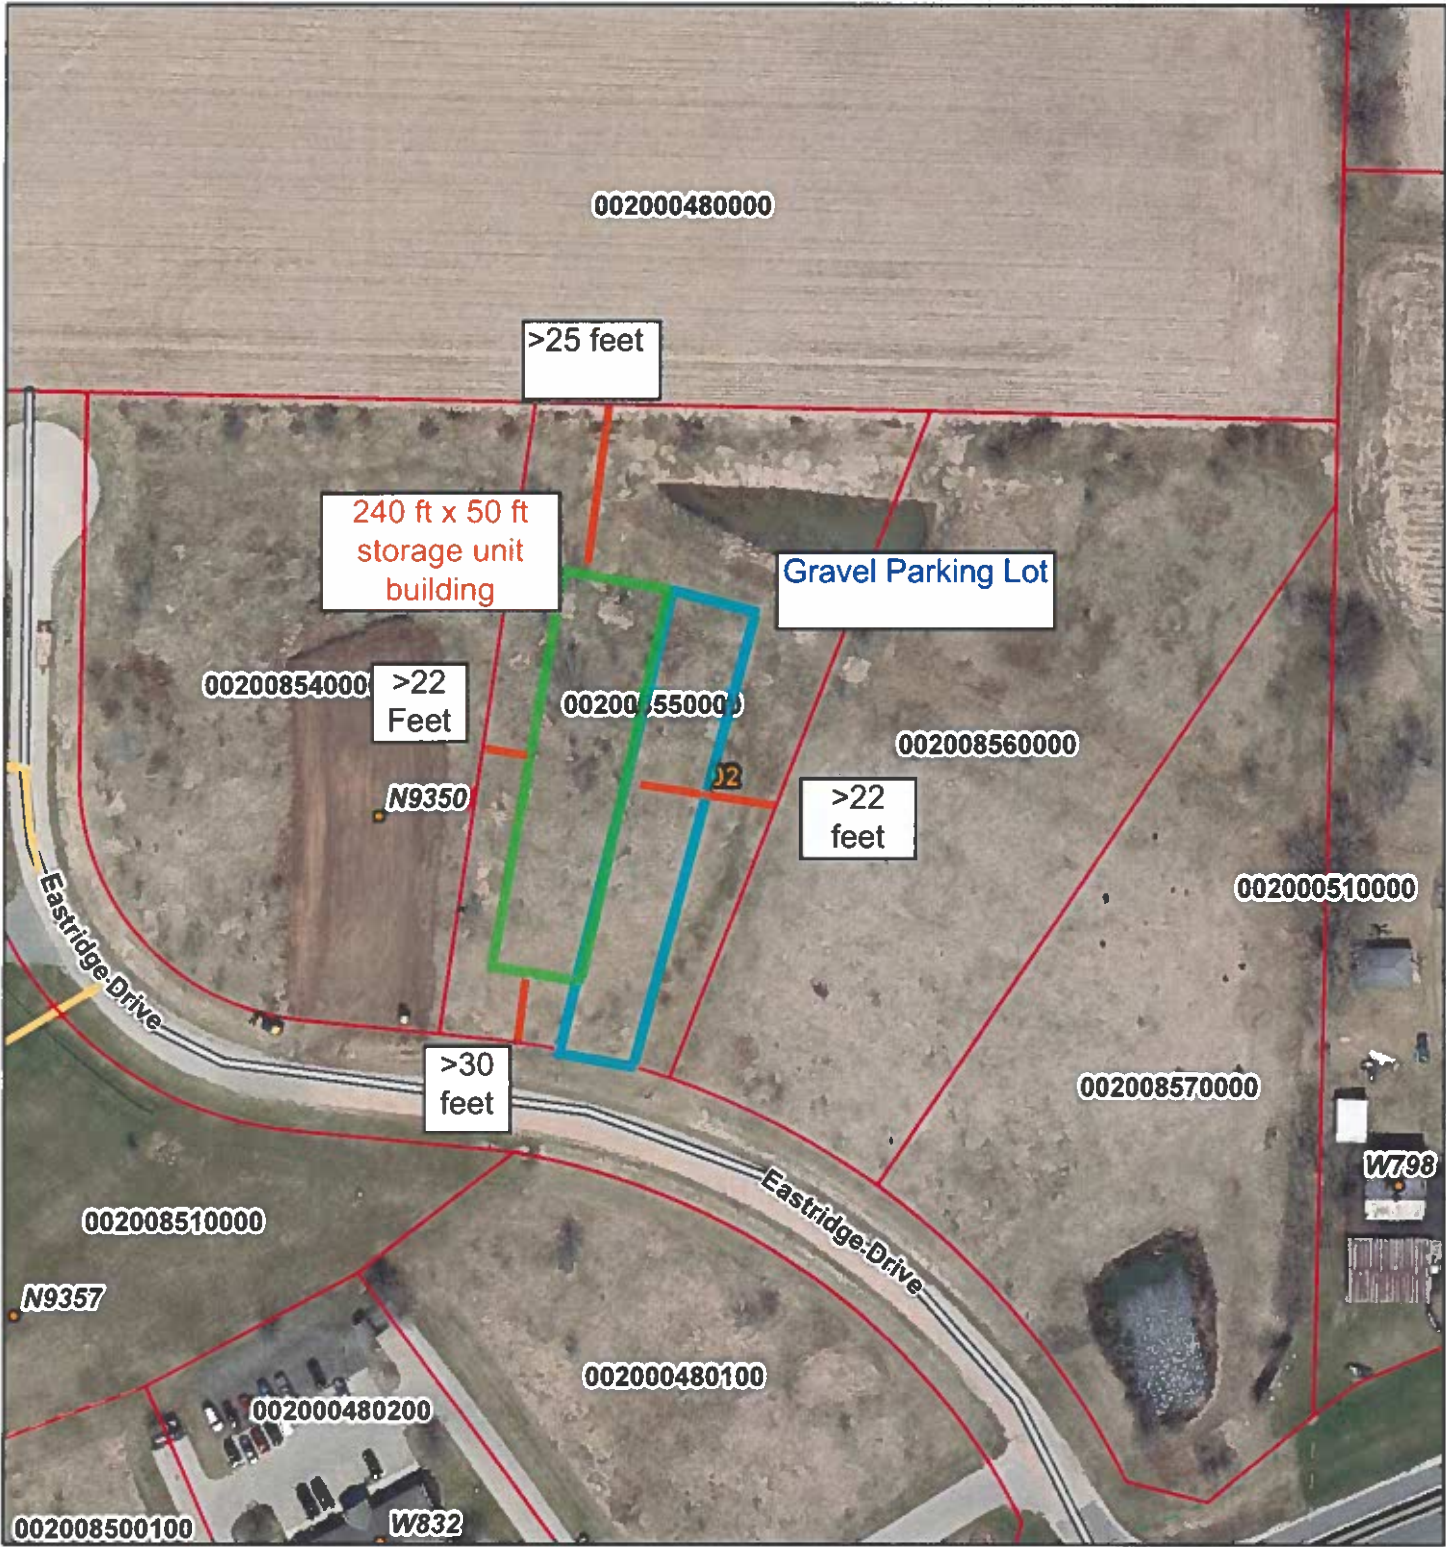 002000480000
>25 feet
240 ft x 50 ft
storage unit
building
Gravel Parking Lot
>22
Feet
002008560000
N9350
>22
feet
002000510000
Eastridge Drive
>30
feet
002008570000
W798
Eastridge Drive
002008510000
N9357
002000480100
002000480200
W832
002008500100